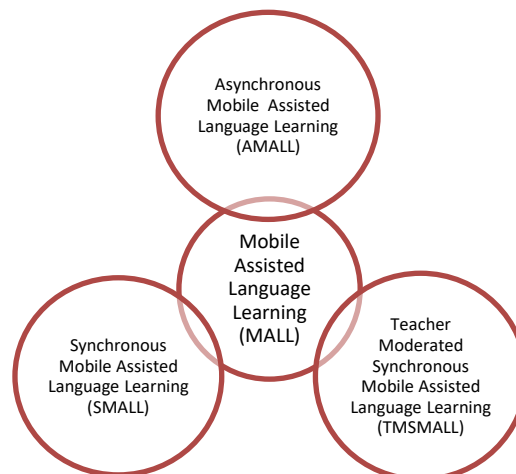 Asynchronous
Mobile Assisted
Language Learning
(AMALL)
Mobile
Assisted
Language
Learning
(MALL)
Synchronous
Mobile Assisted
Language Learning
(SMALL)
Teacher
Moderated
Synchronous
Mobile Assisted
Language Learning
(TMSMALL)